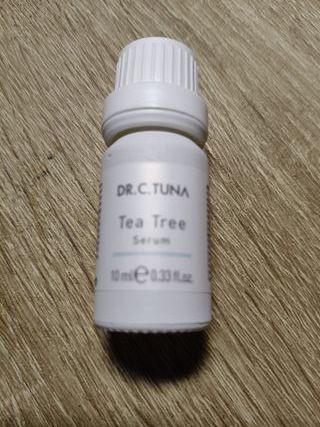 DR.C.TUNA
Tea Tree
Serum
10 ml ℮ 0.33 fl.oz.